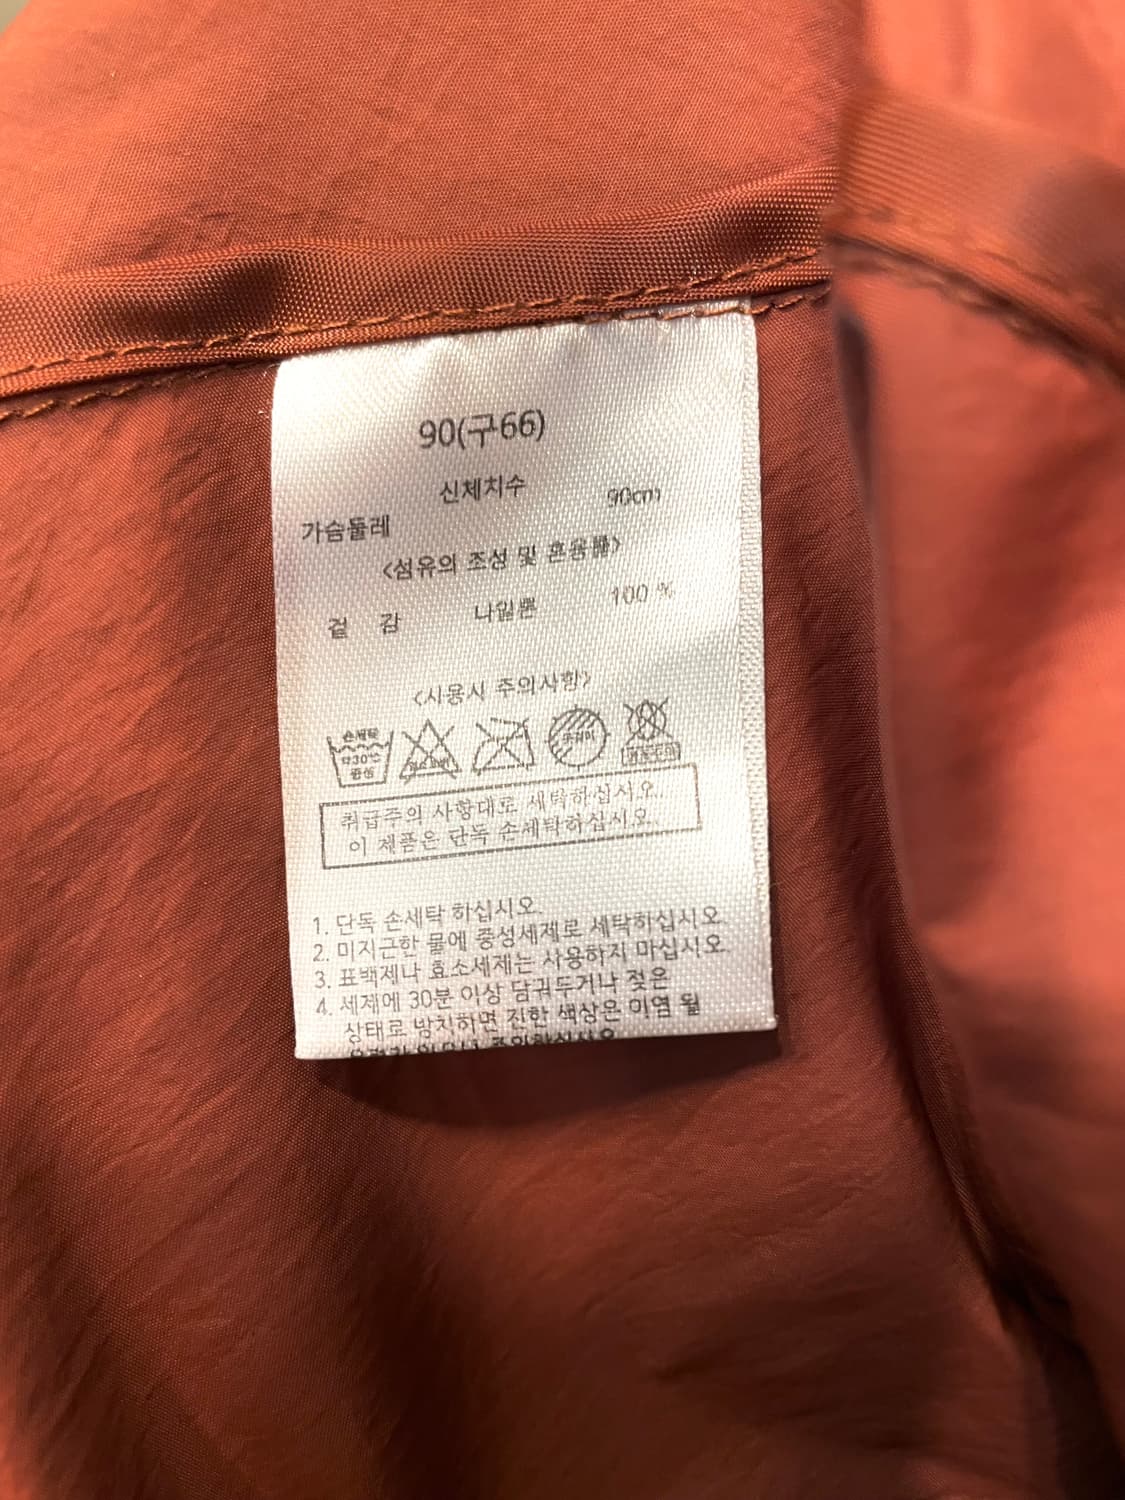 90(구66)
신체치수
가슴둘레 90cm
<섬유의 조성 및 혼용률>
겉 감 나일론 100 %
<시용시 주의사항>
손세탁
약30℃
중성
취급주의 사항대로 세탁하십시오.
이 제품은 단독 손세탁하십시오.
1. 단독 손세탁 하십시오.
2. 미지근한 물에 중성세제로 세탁하십시오
3. 표백제나 효소세제는 사용하지 마십시오.
4. 세제에 30분 이상 담궈두거나 젖은
상태로 방치하면 진한 색상은 이염 될